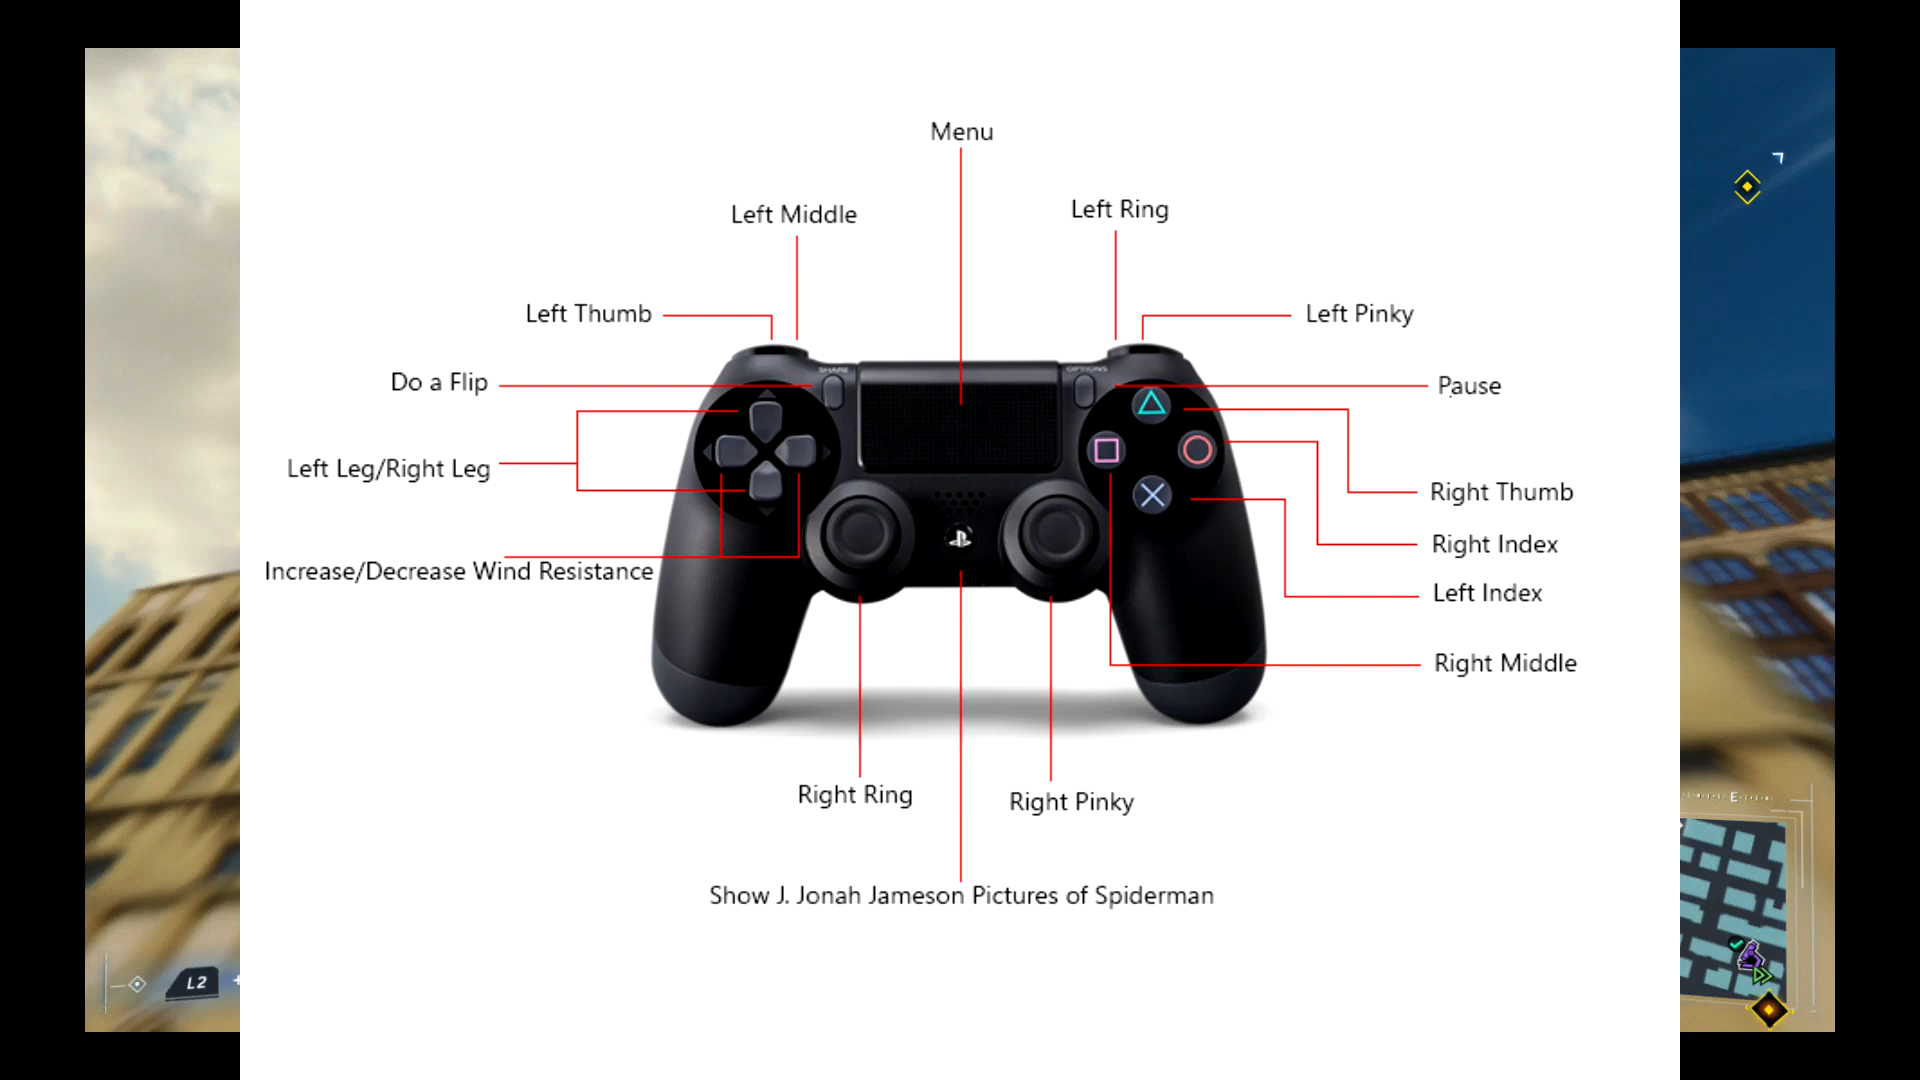 Menu
Left Middle
Left Ring
Left Thumb
Left Pinky
SHARE
OPTIONS
Do a Flip
Pause
Left Leg/Right Leg
Right Thumb
Right Index
Increase/Decrease Wind Resistance
Left Index
Right Middle
Right Ring
Right Pinky
E
Show J. Jonah Jameson Pictures of Spiderman
L2